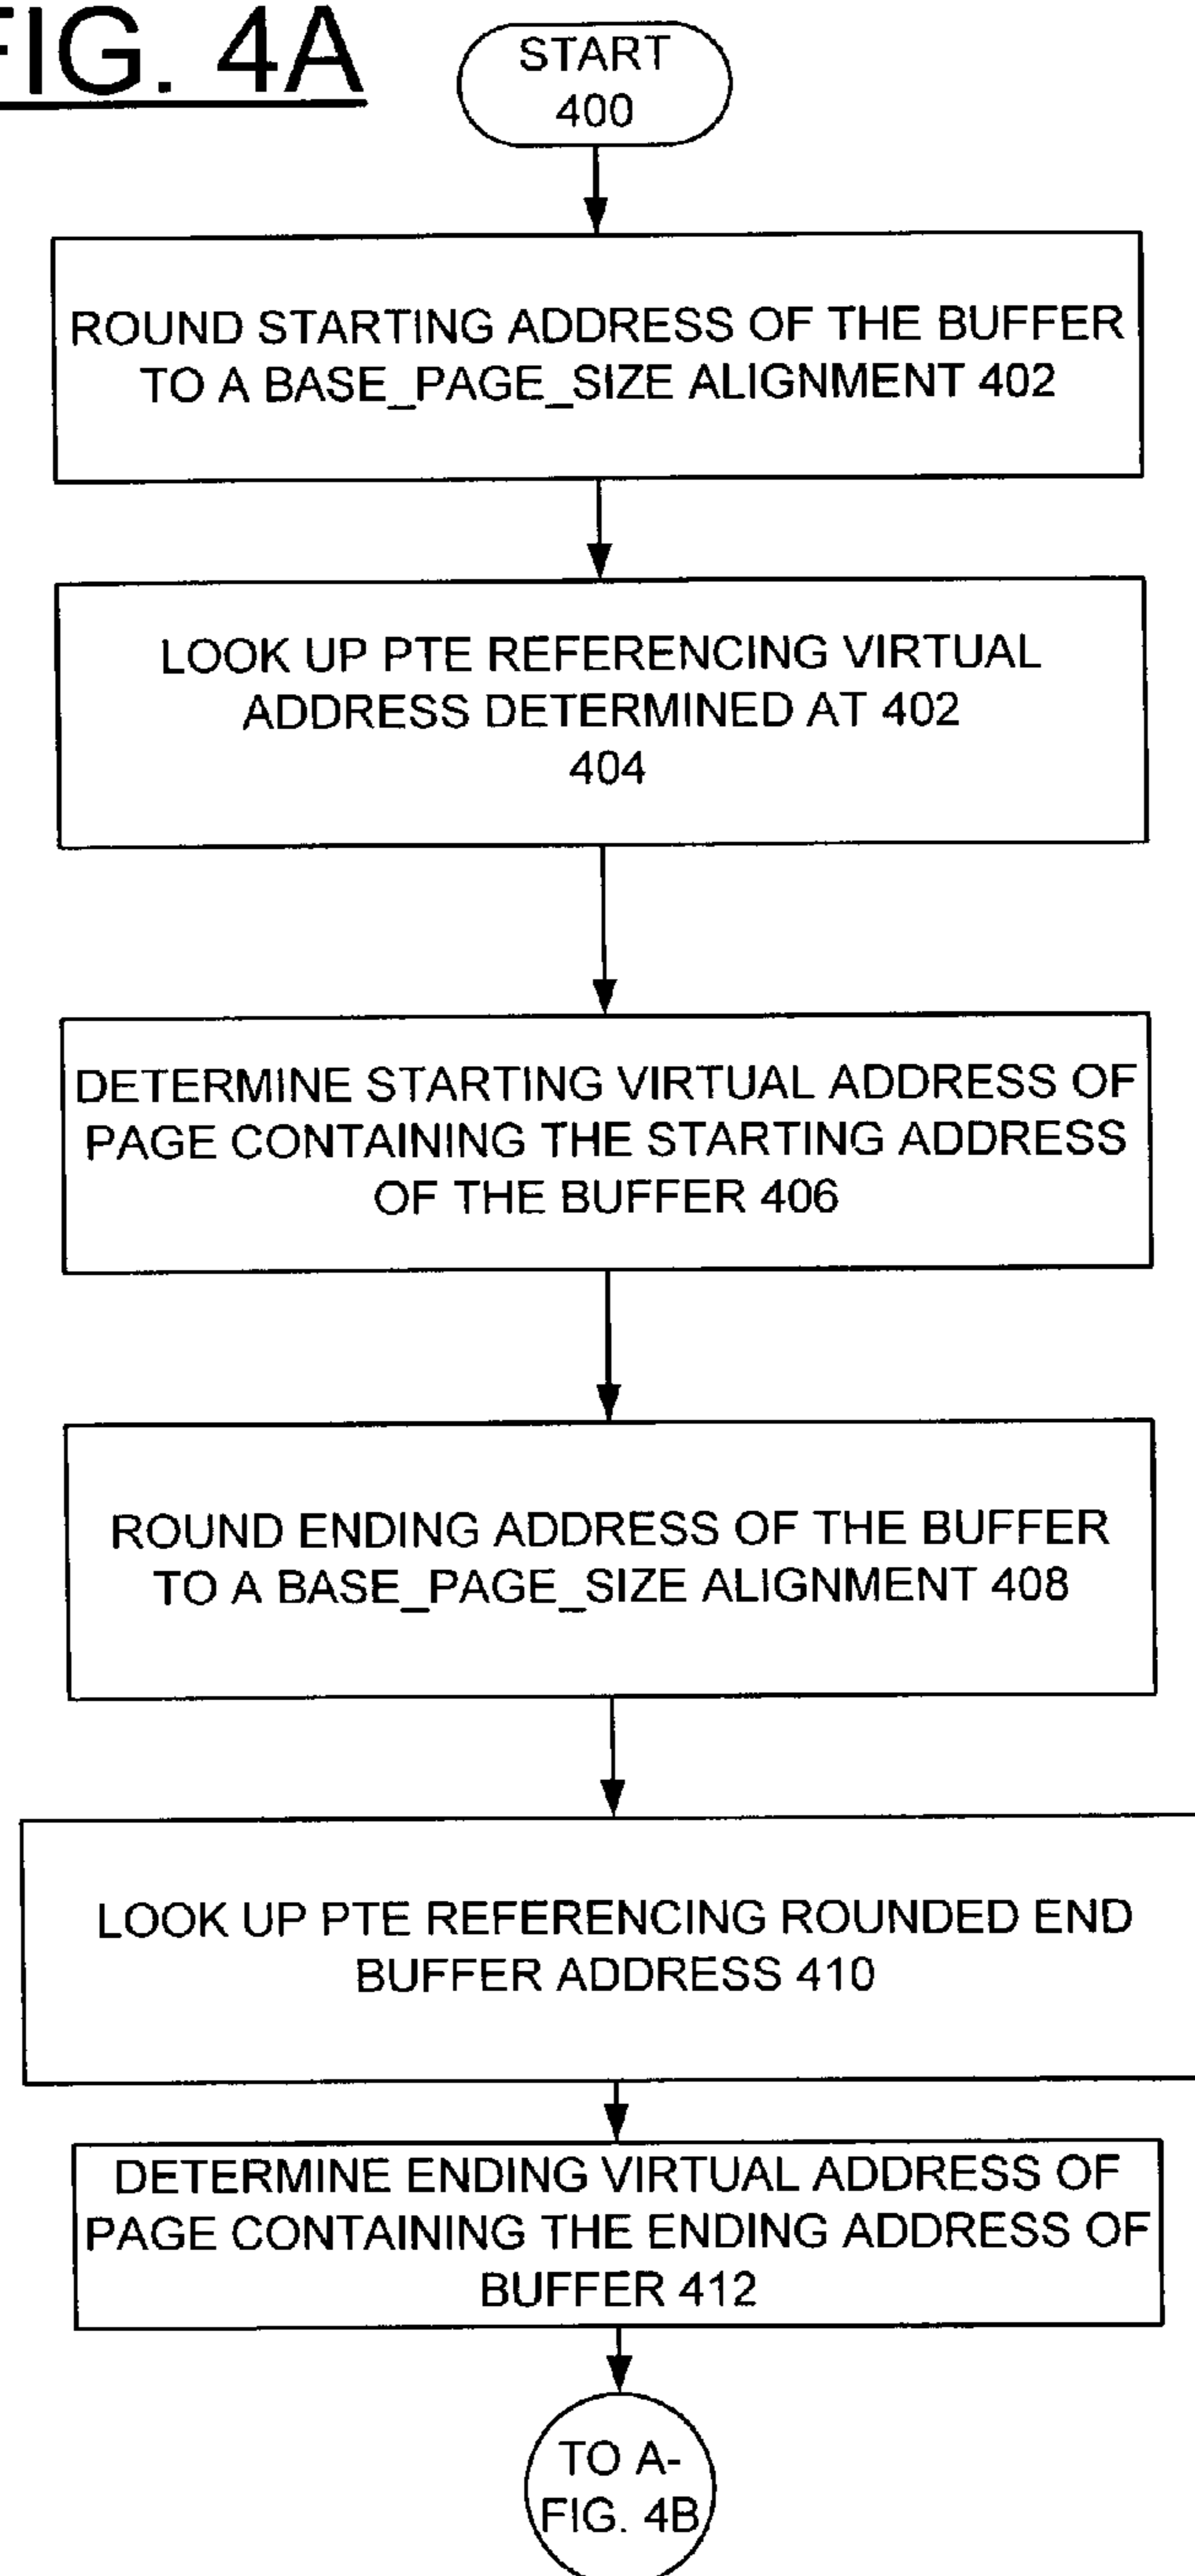 FIG. 4A
START
400
ROUND STARTING ADDRESS OF THE BUFFER
TO A BASE_PAGE_SIZE ALIGNMENT 402
LOOK UP PTE REFERENCING VIRTUAL
ADDRESS DETERMINED AT 402
404
DETERMINE STARTING VIRTUAL ADDRESS OF
PAGE CONTAINING THE STARTING ADDRESS
OF THE BUFFER 406
ROUND ENDING ADDRESS OF THE BUFFER
TO A BASE_PAGE_SIZE ALIGNMENT 408
LOOK UP PTE REFERENCING ROUNDED END
BUFFER ADDRESS 410
DETERMINE ENDING VIRTUAL ADDRESS OF
PAGE CONTAINING THE ENDING ADDRESS OF
BUFFER 412
TO A-
FIG. 4B